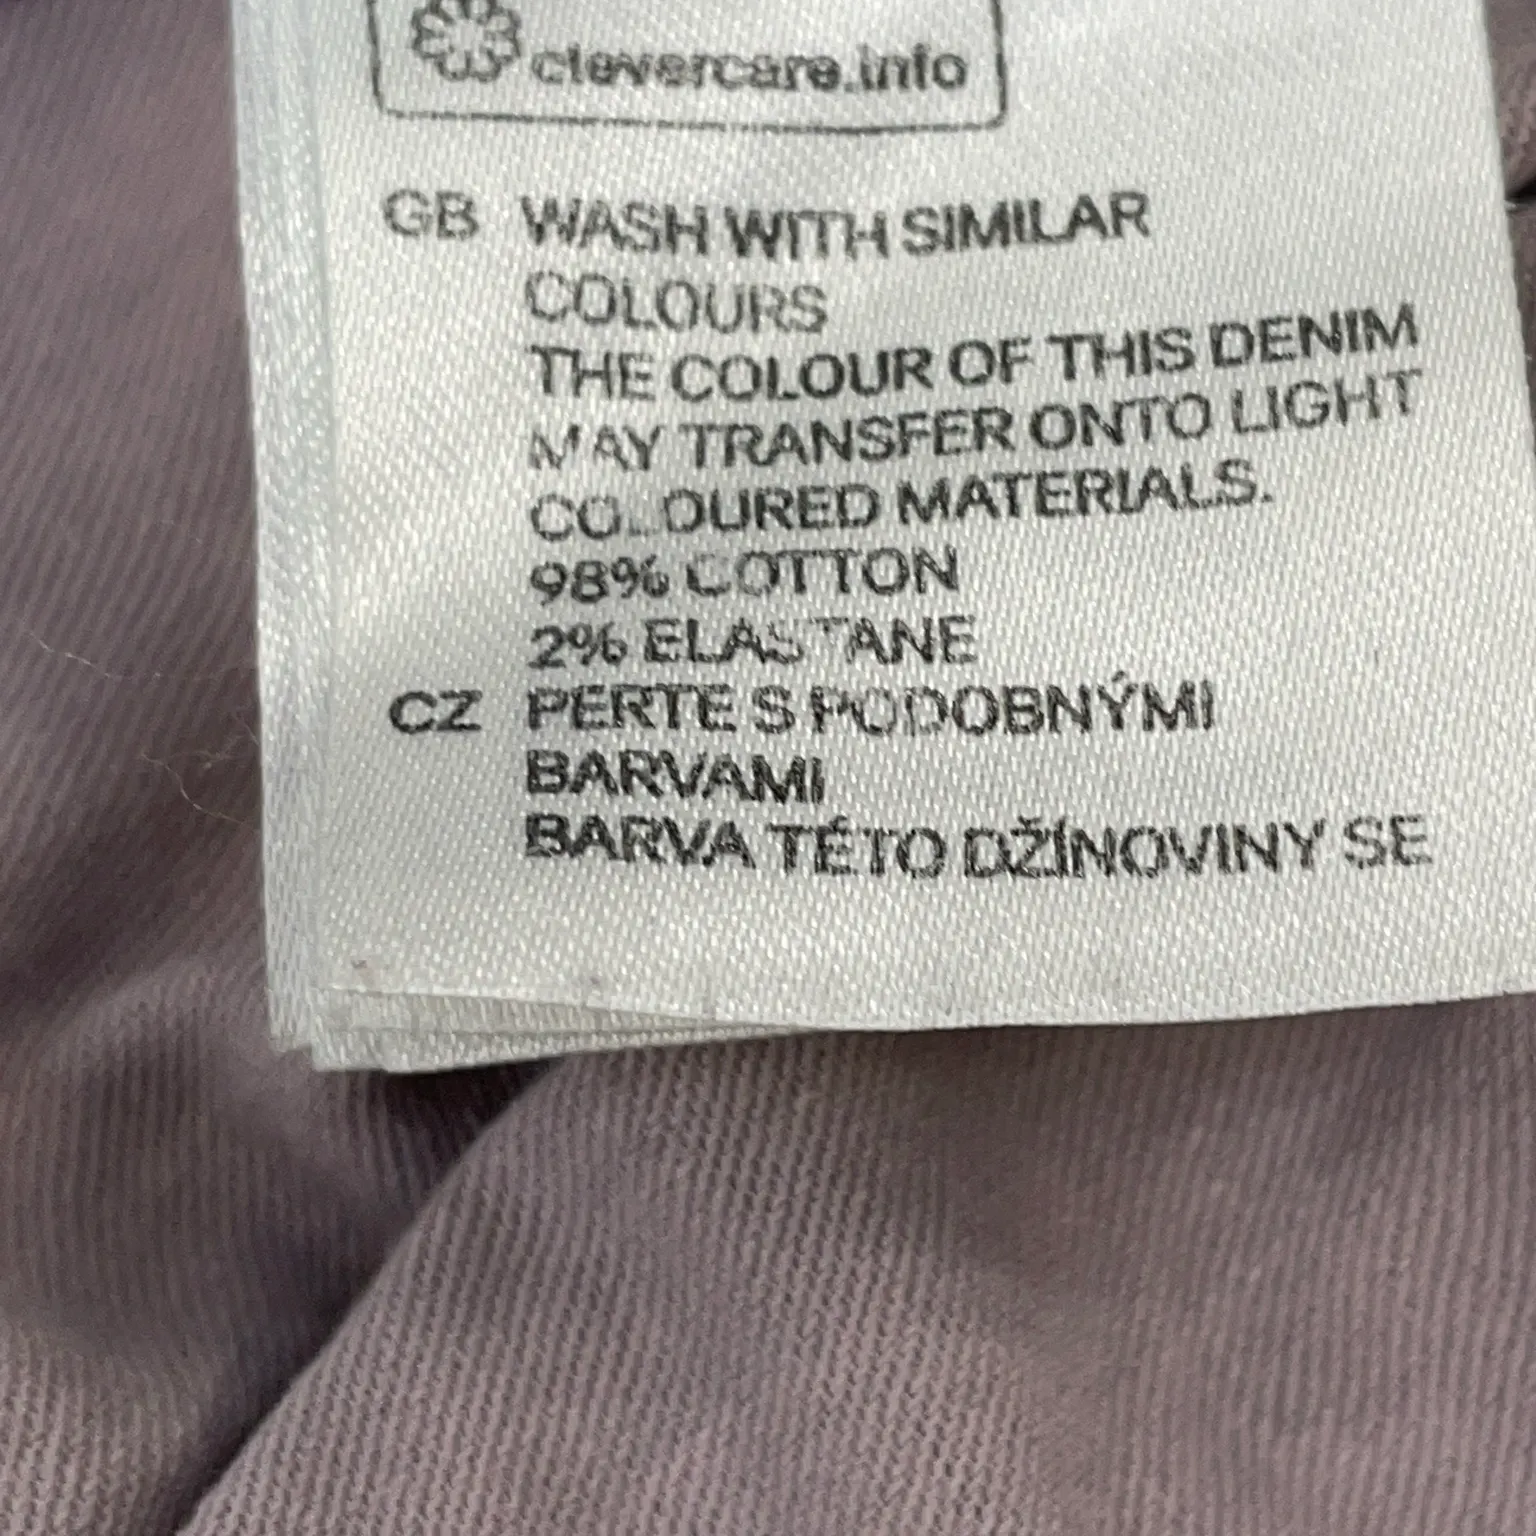 clevercare.info
GB WASH WITH SIMILAR
COLOURS
THE COLOUR OF THIS DENIM
MAY TRANSFER ONTO LIGHT
COLOURED MATERIALS.
98% COTTON
2% ELASTANE
CZ PERTE S PODOBNÝMI
BARVAMI
BARVA TÉTO DŽÍNOVINY SE